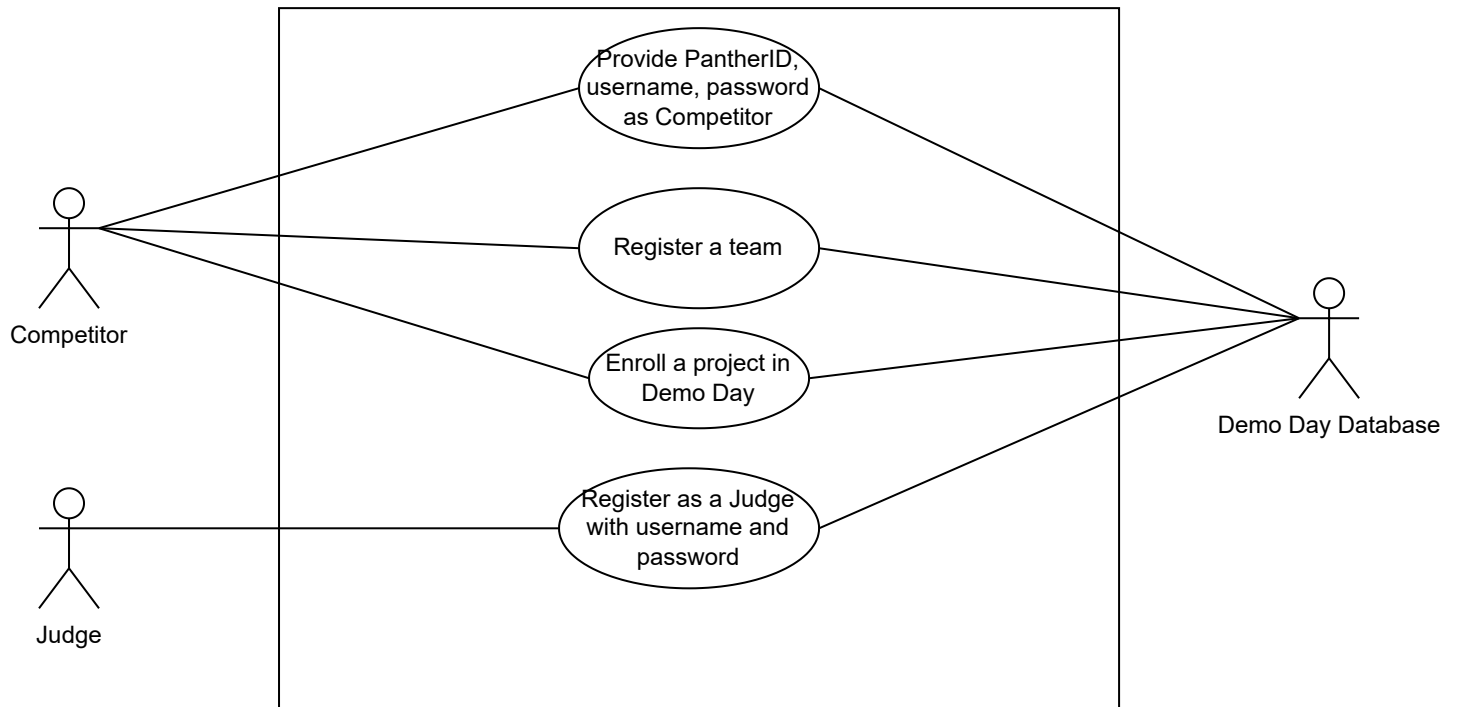 Provide PantherID,
username, password
as Competitor
Register a team
Competitor
Enroll a project in
Demo Day
Demo Day Database
Register as a Judge
with username and
password
Judge